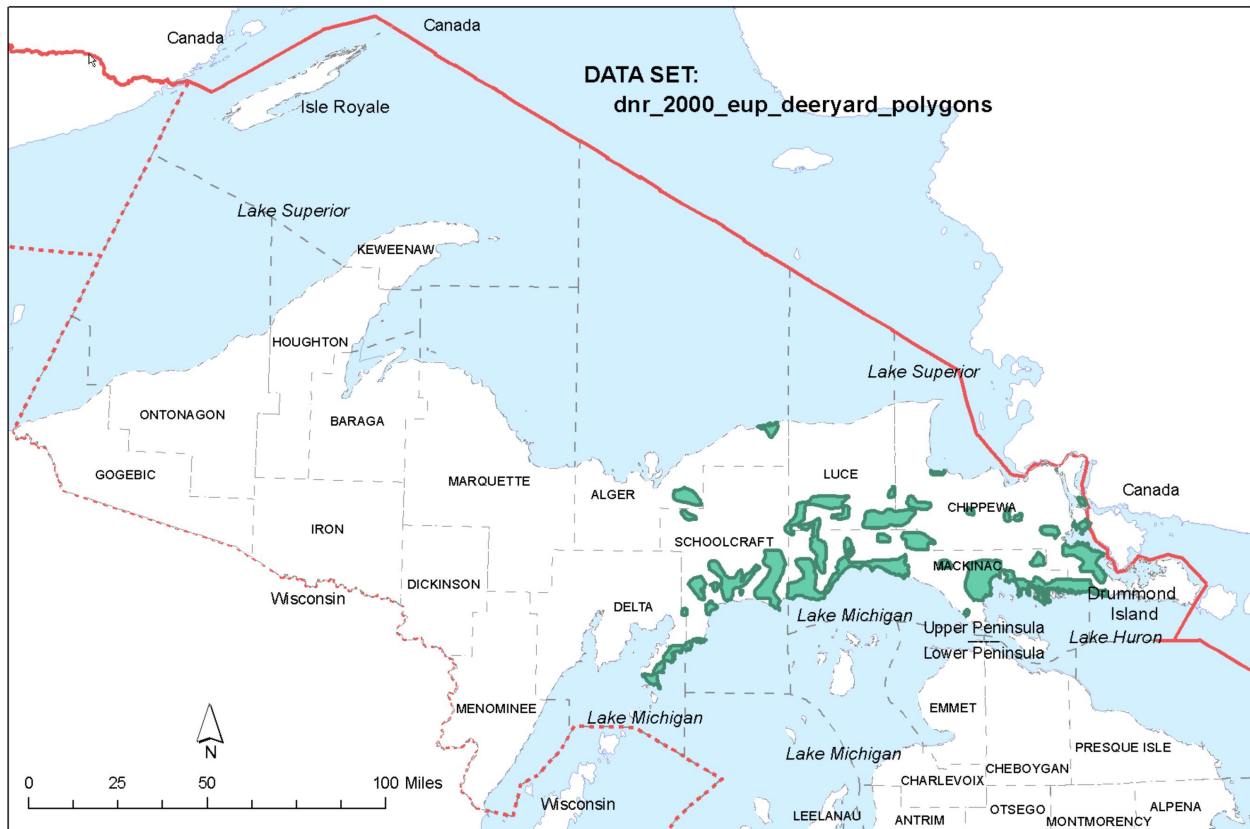 Canada
Canada
DATA SET:
dnr_2000_eup_deeryard_polygons
Isle Royale
Lake Superior
KEWEENAW
HOUGHTON
Lake Superior
ONTONAGON
BARAGA
GOGEBIC
MARQUETTE
ALGER
LUCE
CHIPPEWA
Canada
IRON
SCHOOLCRAFT
DICKINSON
MACKINAC
Wisconsin
DELTA
Drummond
Island
Lake Michigan
Upper Peninsula
Lower Peninsula
Lake Huron
MENOMINEE
Lake Michigan
EMMET
N
Lake Michigan
PRESQUE ISLE
CHEBOYGAN
CHARLEVOIX
0 25 50 100 Miles
Wisconsin
LEELANAU
ANTRIM
OTSEGO
MONTMORENCY
ALPENA